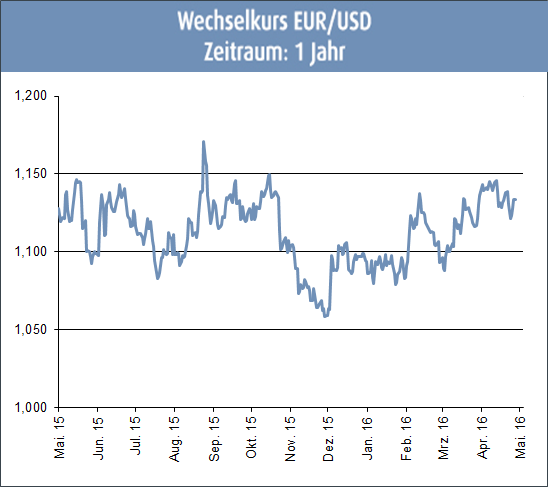 Wechselkurs EUR/USD
Zeitraum: 1 Jahr
1,200
1,150
1,100
1,050
1,000
Mai. 15
Jun. 15
Jul. 15
Aug. 15
Sep. 15
Okt. 15
Nov. 15
Dez. 15
Jan. 16
Feb. 16
Mrz. 16
Apr. 16
Mai. 16